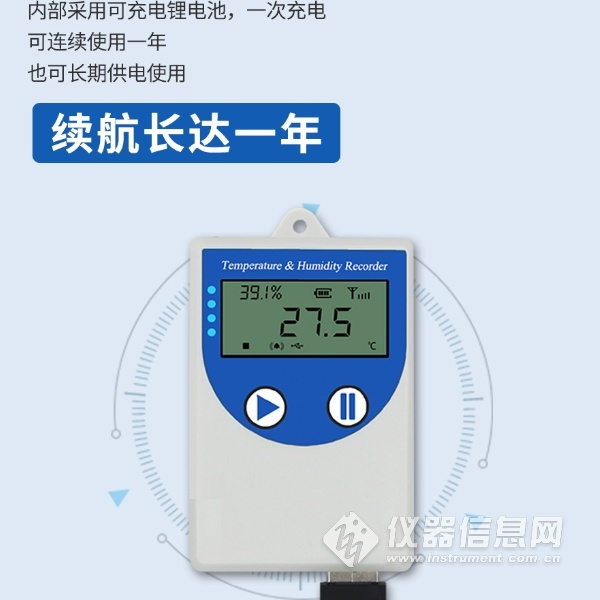 内部采用可充电锂电池，一次充电
可连续使用一年
也可长期供电使用
续航长达一年
Temperature & Humidity Recorder
39.1%
27.5
℃
仪器信息网
www.instrument.com.cn